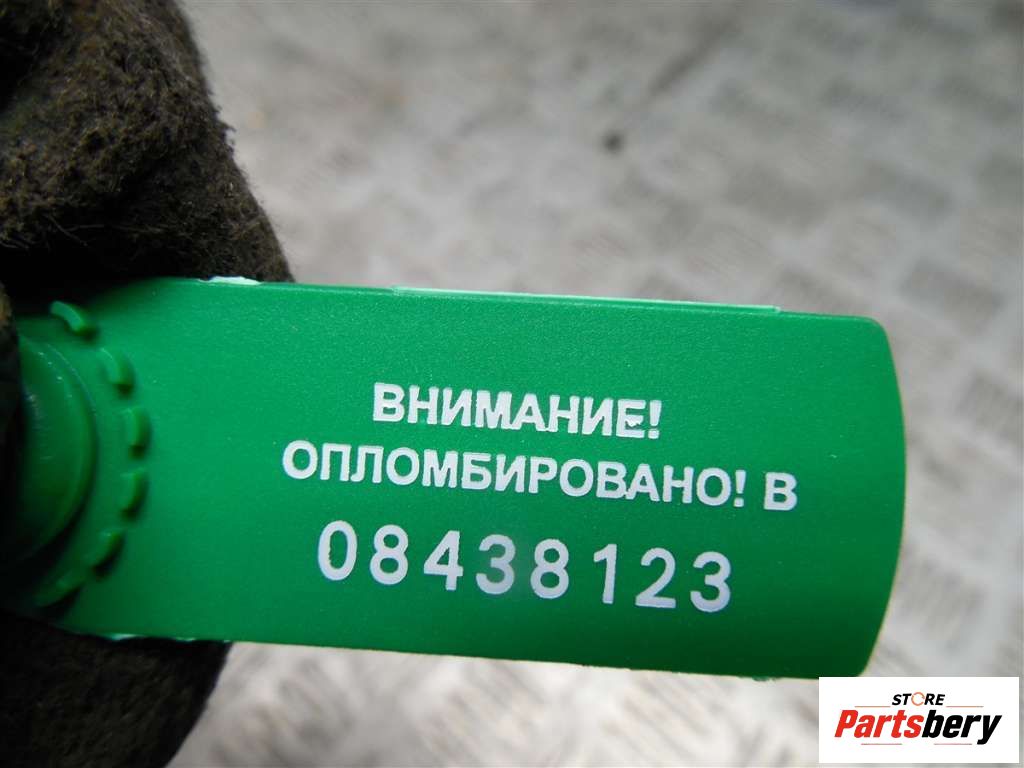 ВНИМАНИЕ!
ОПЛОМБИРОВАНО! В
08438123
STORE
Partsbery